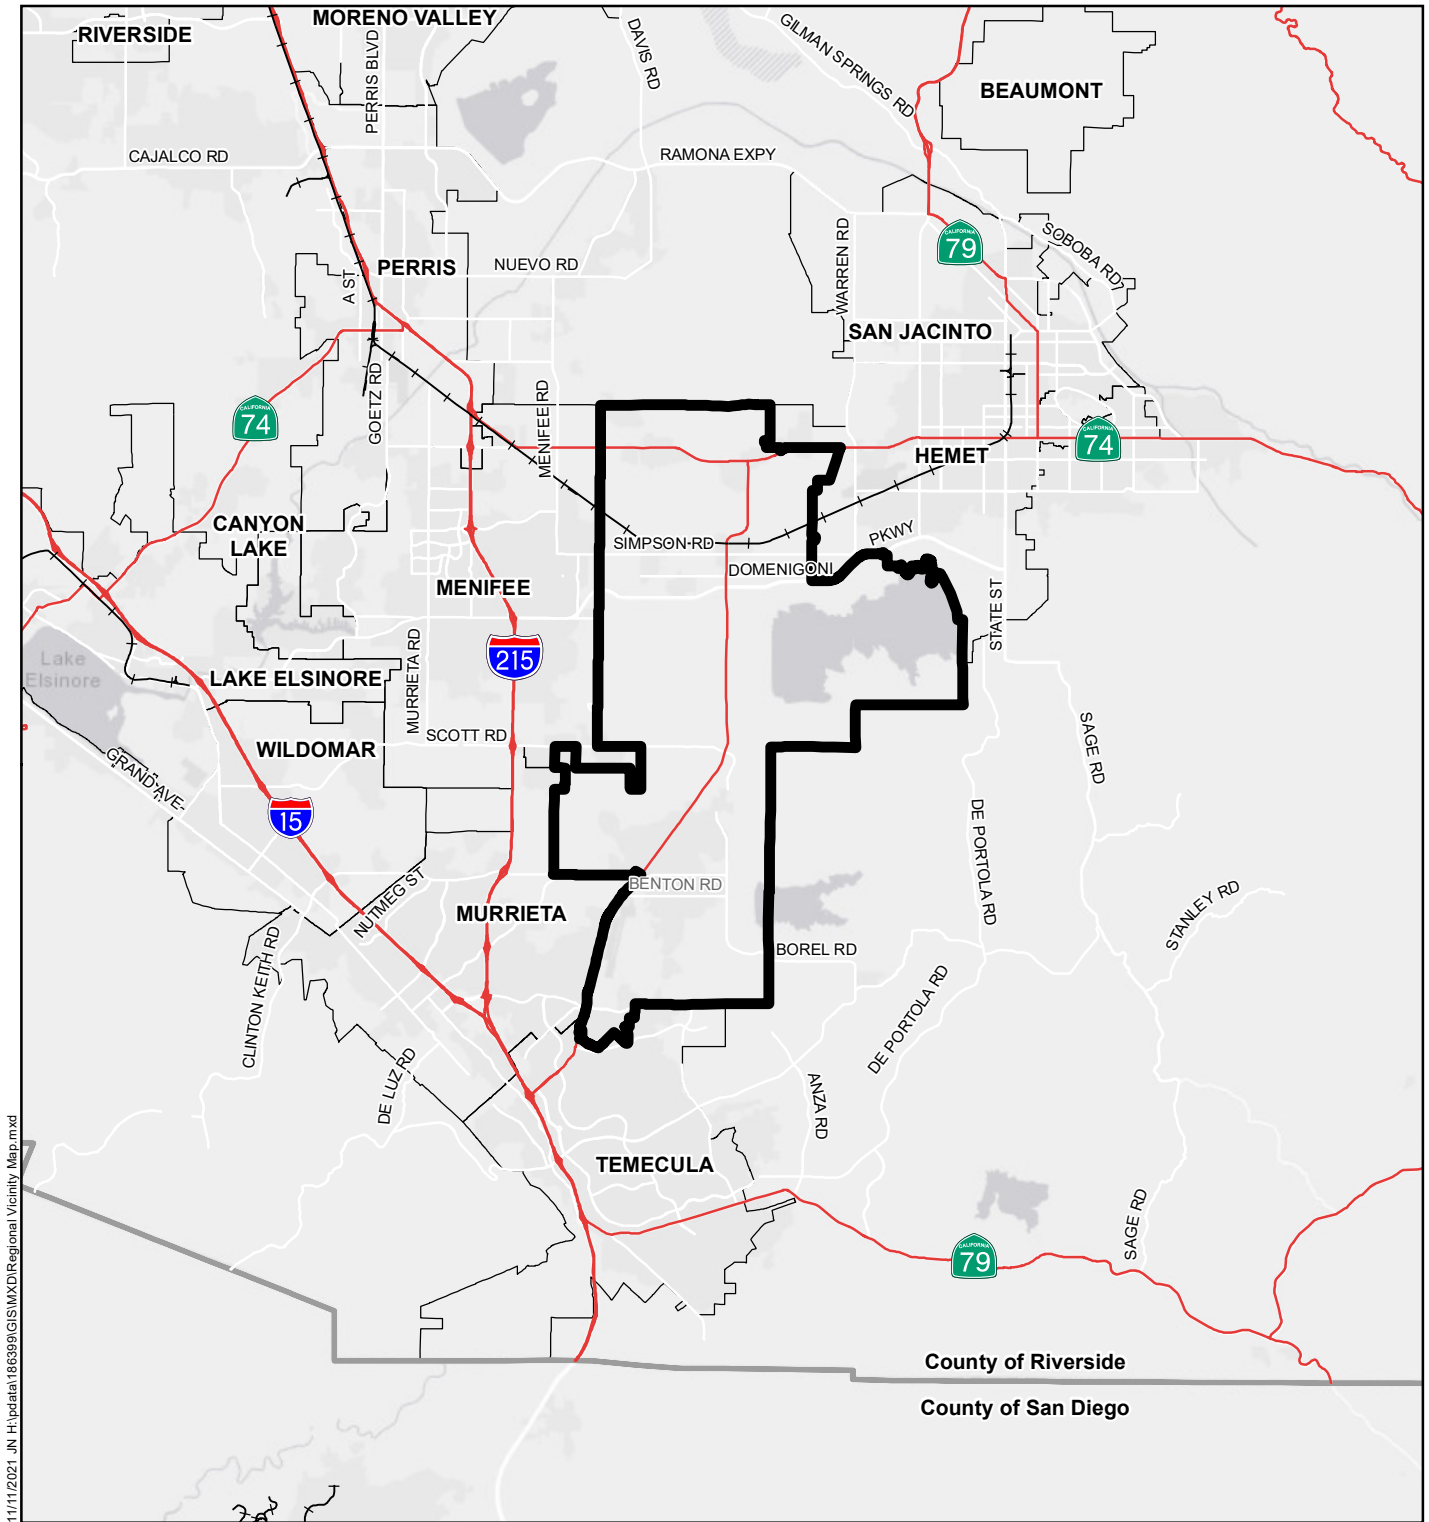 MORENO VALLEY
RIVERSIDE
PERRIS BLVD
DAVIS RD
GILMAN SPRINGS RD
BEAUMONT
CAJALCO RD
RAMONA EXPY
CALIFORNIA
79
SOBOBA RD
WARREN RD
PERRIS
NUEVO RD
A ST
SAN JACINTO
GOETZ RD
MENIFEE RD
CALIFORNIA
74
CALIFORNIA
74
HEMET
CANYON
LAKE
SIMPSON RD
PKWY
DOMENIGONI
MENIFEE
STATE ST
MURRIETA RD
215
Lake
Elsinore
LAKE ELSINORE
SCOTT RD
WILDOMAR
SAGE RD
GRAND AVE
15
DE PORTOLA RD
BENTON RD
NUTMEG ST
MURRIETA
STANLEY RD
BOREL RD
CLINTON KEITH RD
DE PORTOLA RD
DE LUZ RD
ANZA RD
TEMECULA
SAGE RD
CALIFORNIA
79
County of Riverside
County of San Diego
11/11/2021 JN H:\pdata\186399\GIS\MXD\Regional Vicinity Map.mxd